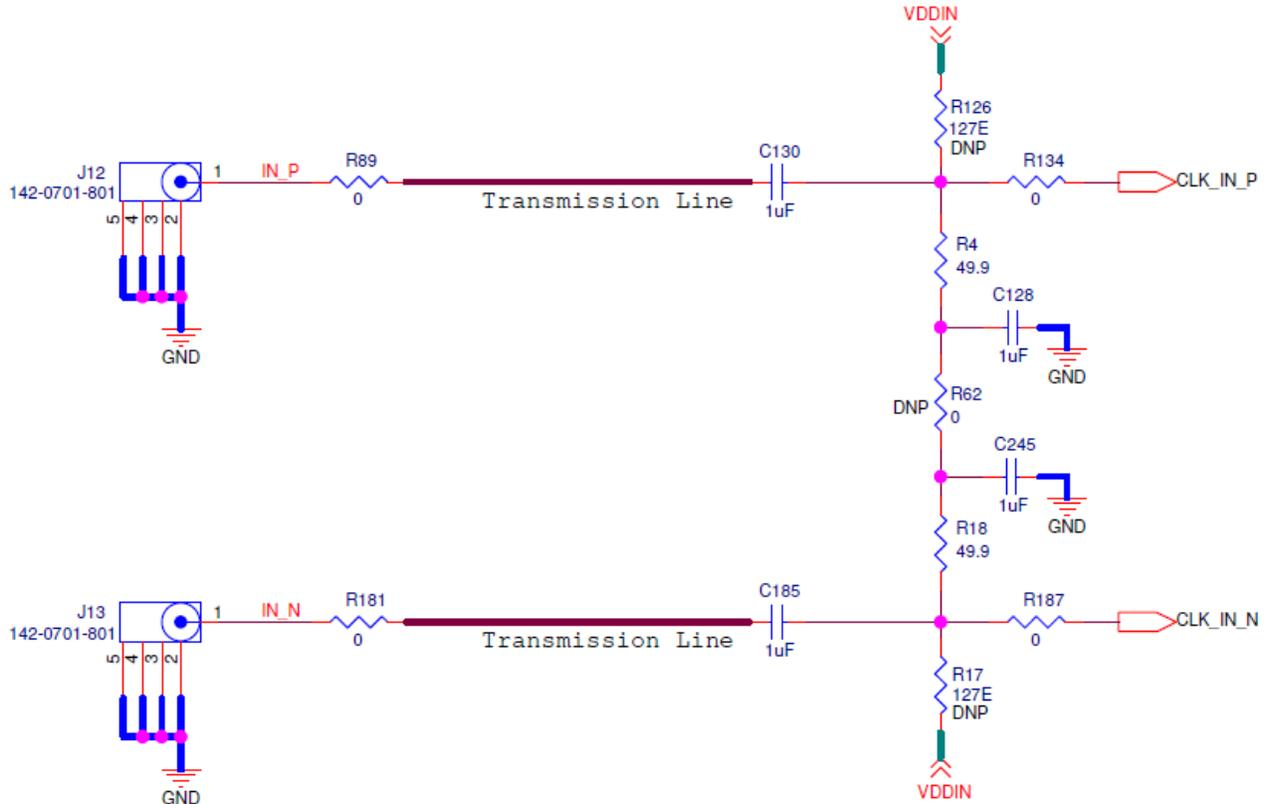 VDDIN
R126
127E
DNP
J12
142-0701-801
1
IN_P
R89
0
Transmission Line
C130
1uF
R134
0
CLK_IN_P
5
4
3
2
GND
R4
49.9
C128
1uF
GND
DNP
R62
0
C245
1uF
GND
R18
49.9
J13
142-0701-801
1
IN_N
R181
0
Transmission Line
C185
1uF
R187
0
CLK_IN_N
5
4
3
2
GND
R17
127E
DNP
VDDIN